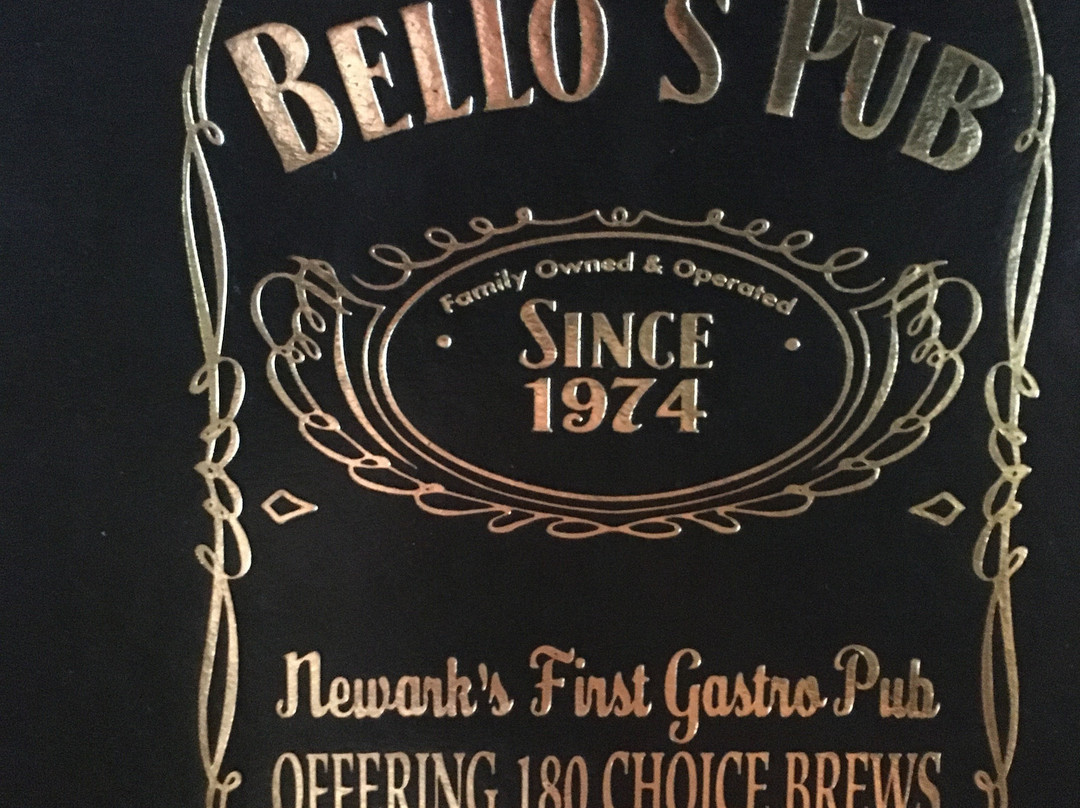 BELLO'S PUB
Family Owned & Operated
SINCE
1974
Newark's First Gastro Pub
OFFERING 180 CHOICE BREWS